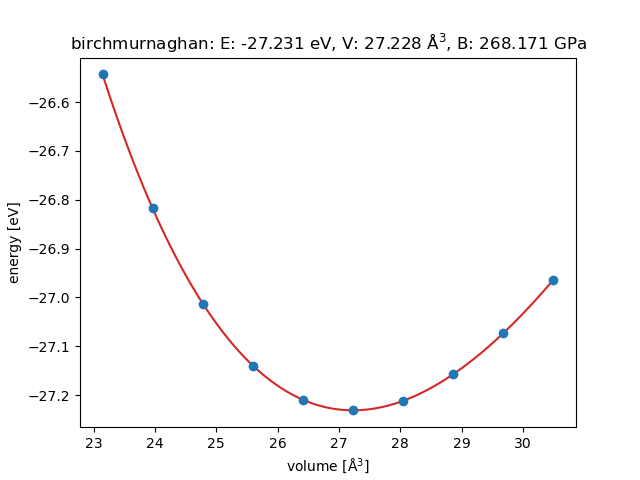 birchmurnaghan: E: -27.231 eV, V: 27.228 Å³, B: 268.171 GPa
−26.6
−26.7
−26.8
−26.9
−27.0
−27.1
−27.2
energy [eV]
23 24 25 26 27 28 29 30
volume [Å³]